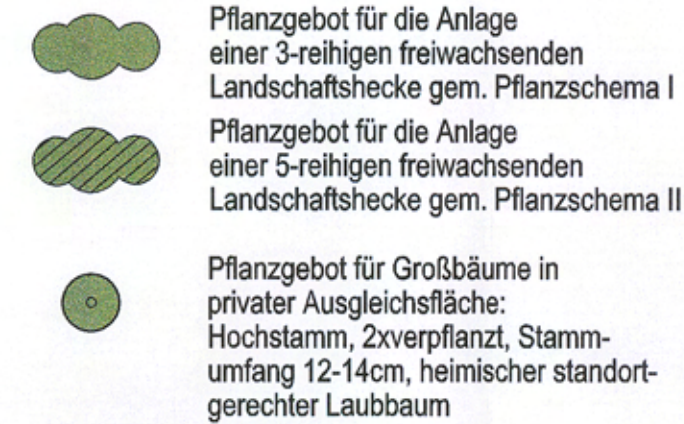 Pflanzgebot für die Anlage
einer 3-reihigen freiwachsenden
Landschaftshecke gem. Pflanzschema I
Pflanzgebot für die Anlage
einer 5-reihigen freiwachsenden
Landschaftshecke gem. Pflanzschema II
Pflanzgebot für Großbäume in
privater Ausgleichsfläche:
Hochstamm, 2xverpflanzt, Stamm-
umfang 12-14cm, heimischer standort-
gerechter Laubbaum